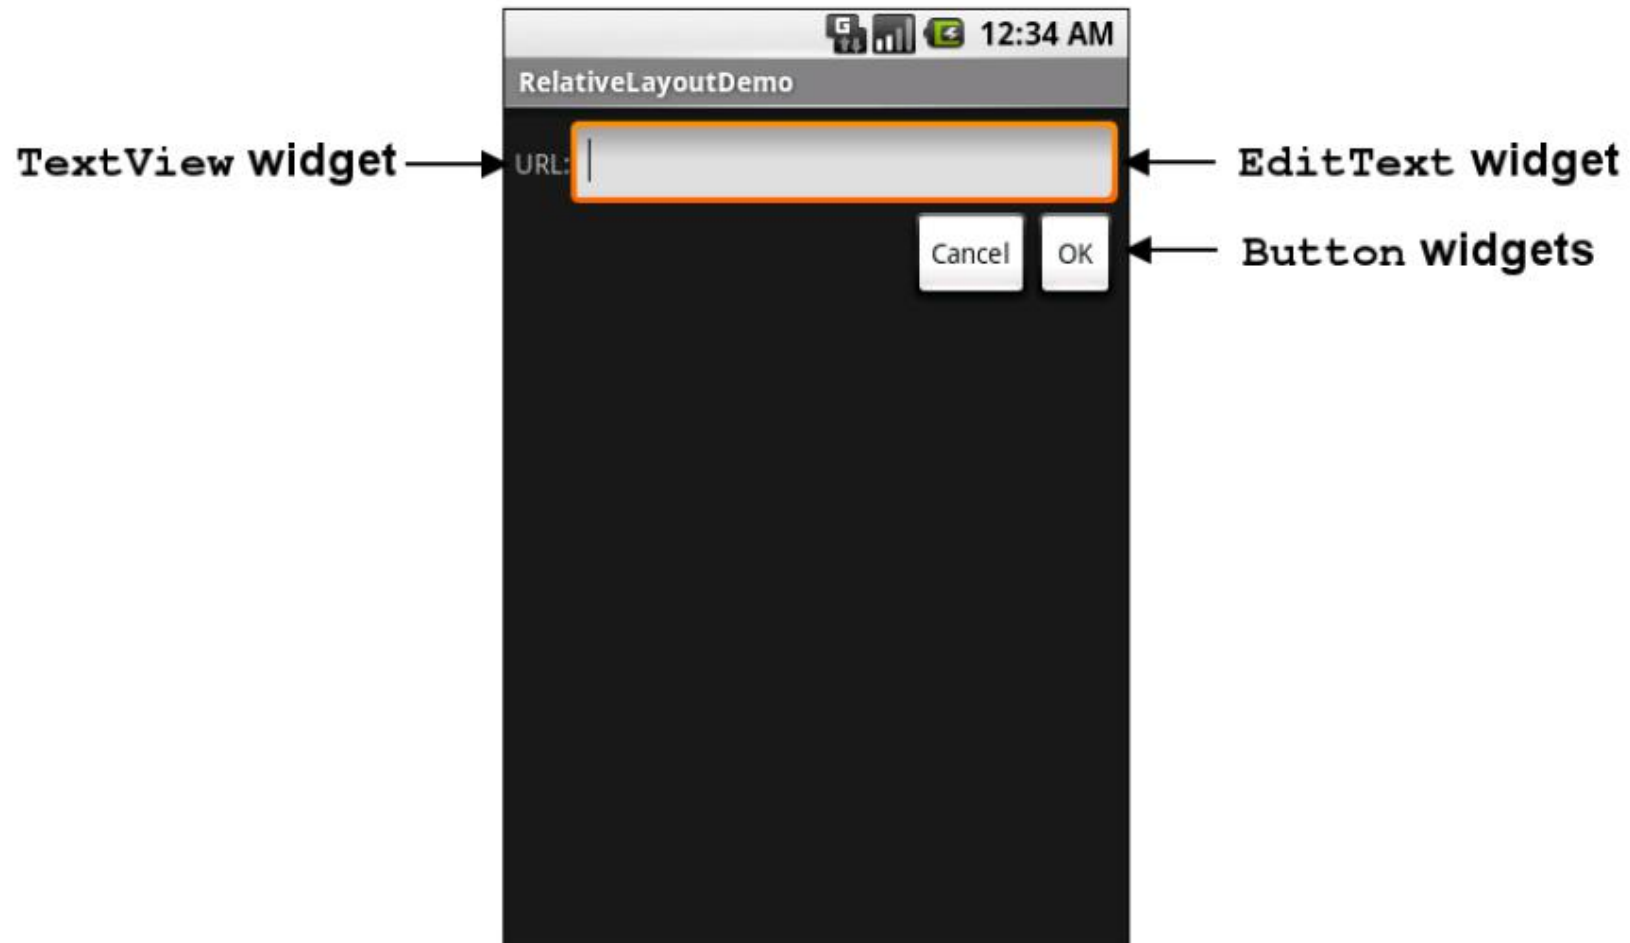 12:34 AM
RelativeLayoutDemo
TextView widget
URL:
EditText widget
Cancel
OK
Button widgets